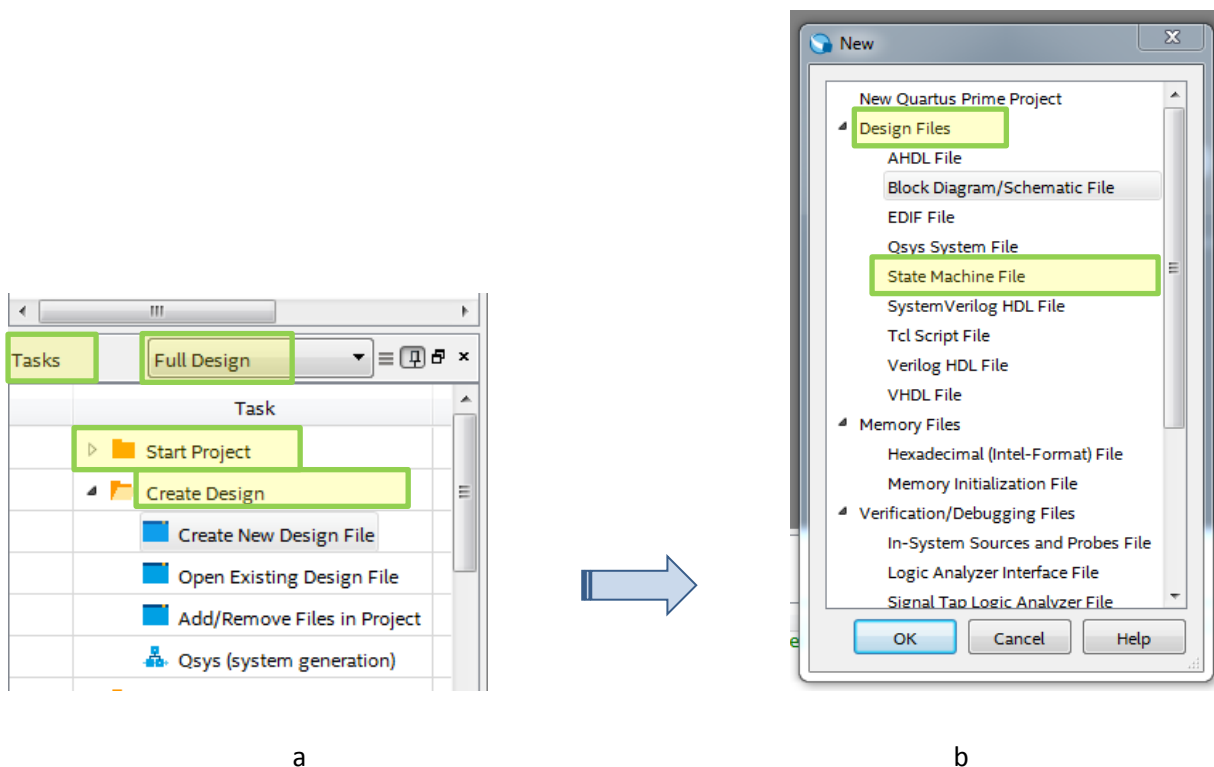 Tasks
Full Design
Task
Start Project
Create Design
Create New Design File
Open Existing Design File
Add/Remove Files in Project
Qsys (system generation)
a
New
New Quartus Prime Project
Design Files
AHDL File
Block Diagram/Schematic File
EDIF File
Qsys System File
State Machine File
SystemVerilog HDL File
Tcl Script File
Verilog HDL File
VHDL File
Memory Files
Hexadecimal (Intel-Format) File
Memory Initialization File
Verification/Debugging Files
In-System Sources and Probes File
Logic Analyzer Interface File
Signal Tap Logic Analyzer File
OK Cancel Help
b